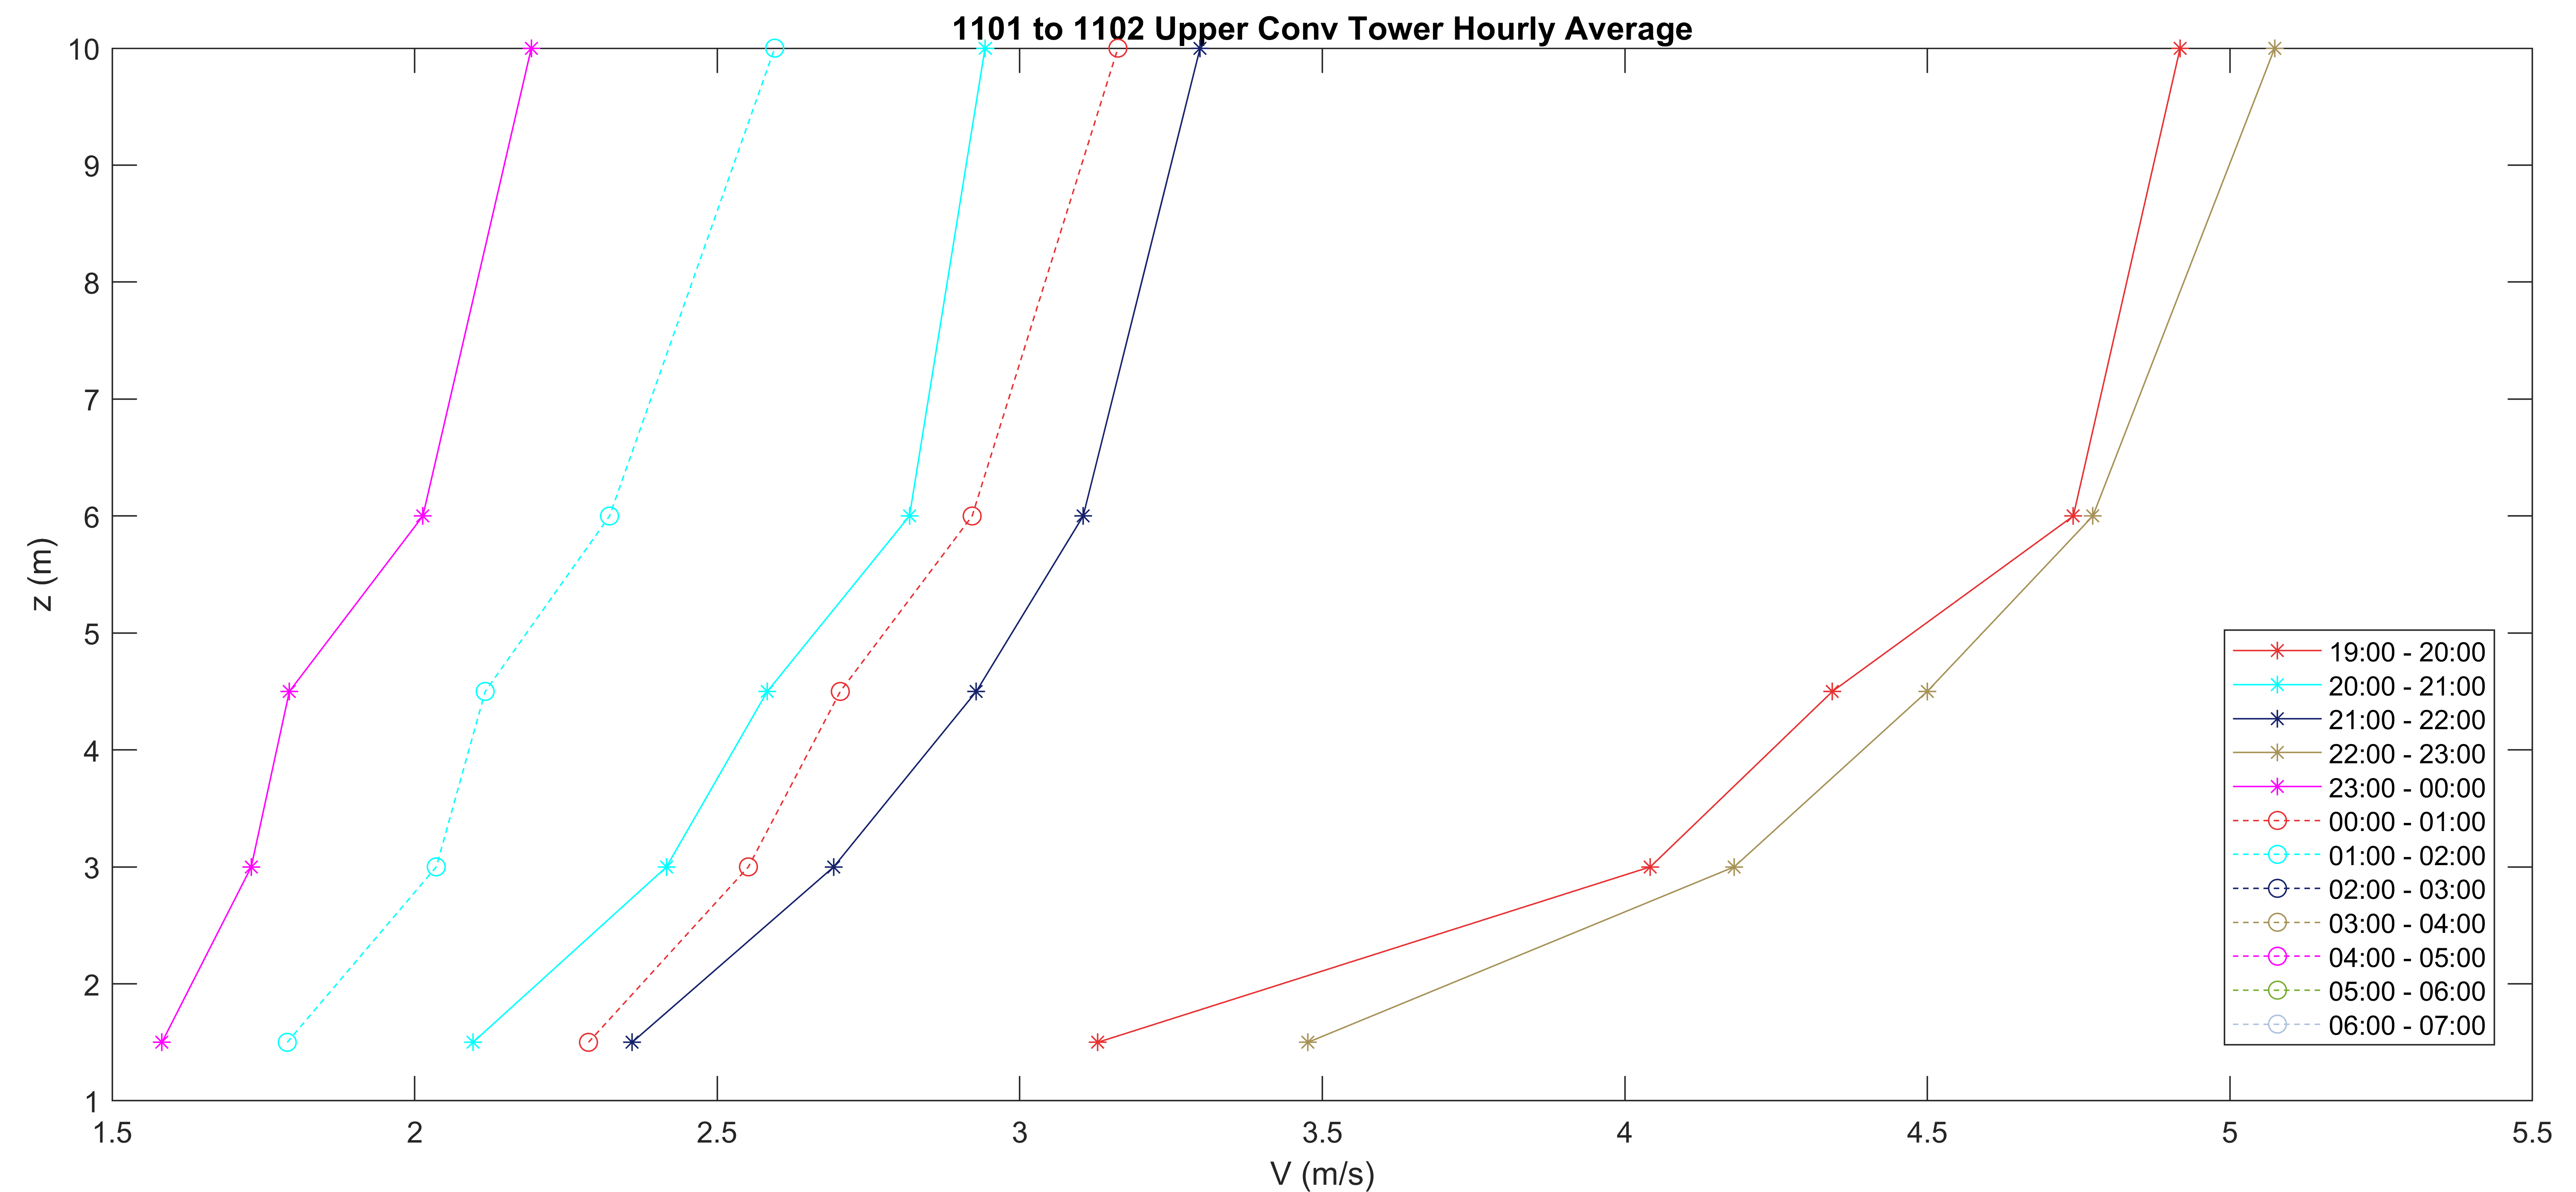 1101 to 1102 Upper Conv Tower Hourly Average
10
9
8
7
6
5
4
3
2
1
z (m)
19:00 - 20:00
20:00 - 21:00
21:00 - 22:00
22:00 - 23:00
23:00 - 00:00
00:00 - 01:00
01:00 - 02:00
02:00 - 03:00
03:00 - 04:00
04:00 - 05:00
05:00 - 06:00
06:00 - 07:00
1.5 2 2.5 3 3.5 4 4.5 5 5.5
V (m/s)